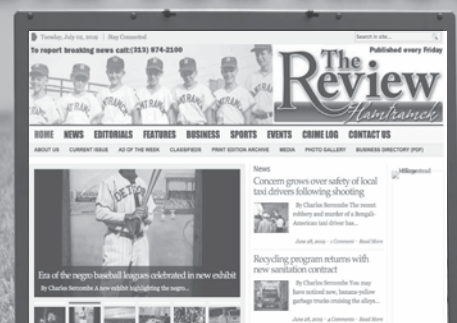 Tuesday, July 02, 2019 | Stay Connected
Search in site...
To report breaking news call:(313) 874-2100
Published every Friday
The
Review
Hamtramck
HOME NEWS EDITORIALS FEATURES BUSINESS SPORTS EVENTS CRIME LOG CONTACT US
ABOUT US CURRENT ISSUE AD OF THE WEEK CLASSIFIEDS PRINT EDITION ARCHIVE MEDIA PHOTO GALLERY BUSINESS DIRECTORY (PDF)
DETROIT
Era of the negro baseball leagues celebrated in new exhibit
By Charles Sercombe A new exhibit highlighting the negro...
News
Concern grows over safety of local
taxi drivers following shooting
By Charles Sercombe The recent
robbery and murder of a Bengali-
American taxi driver has...
June 28, 2019 - 1 Comment - Read More
Recycling program returns with
new sanitation contract
By Charles Sercombe You may
have noticed new, banana-yellow
garbage trucks cruising the alleys...
June 28, 2019 - 4 Comments - Read More